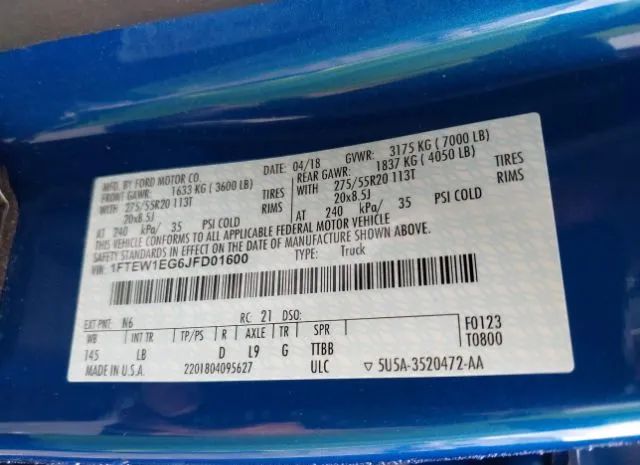 MFD. BY FORD MOTOR CO.
DATE: 04/18 GVWR: 3175 KG ( 7000 LB)
FRONT GAWR: 1633 KG ( 3600 LB) REAR GAWR: 1837 KG ( 4050 LB)
WITH 275/55R20 113T TIRES WITH 275/55R20 113T TIRES
20x8.5J RIMS 20x8.5J RIMS
AT 240 kPa/ 35 PSI COLD AT 240 kPa/ 35 PSI COLD
THIS VEHICLE CONFORMS TO ALL APPLICABLE FEDERAL MOTOR VEHICLE
SAFETY STANDARDS IN EFFECT ON THE DATE OF MANUFACTURE SHOWN ABOVE.
VIN: 1FTEW1EG6JFD01600 TYPE: Truck
EXT PNT: N6 RC: 21 DSO: F0123
WB INT TR TP/PS R AXLE TR SPR T0800
145 LB D L9 G TTBB
MADE IN U.S.A. 2201804095627 ULC ▽ 5U5A-3520472-AA